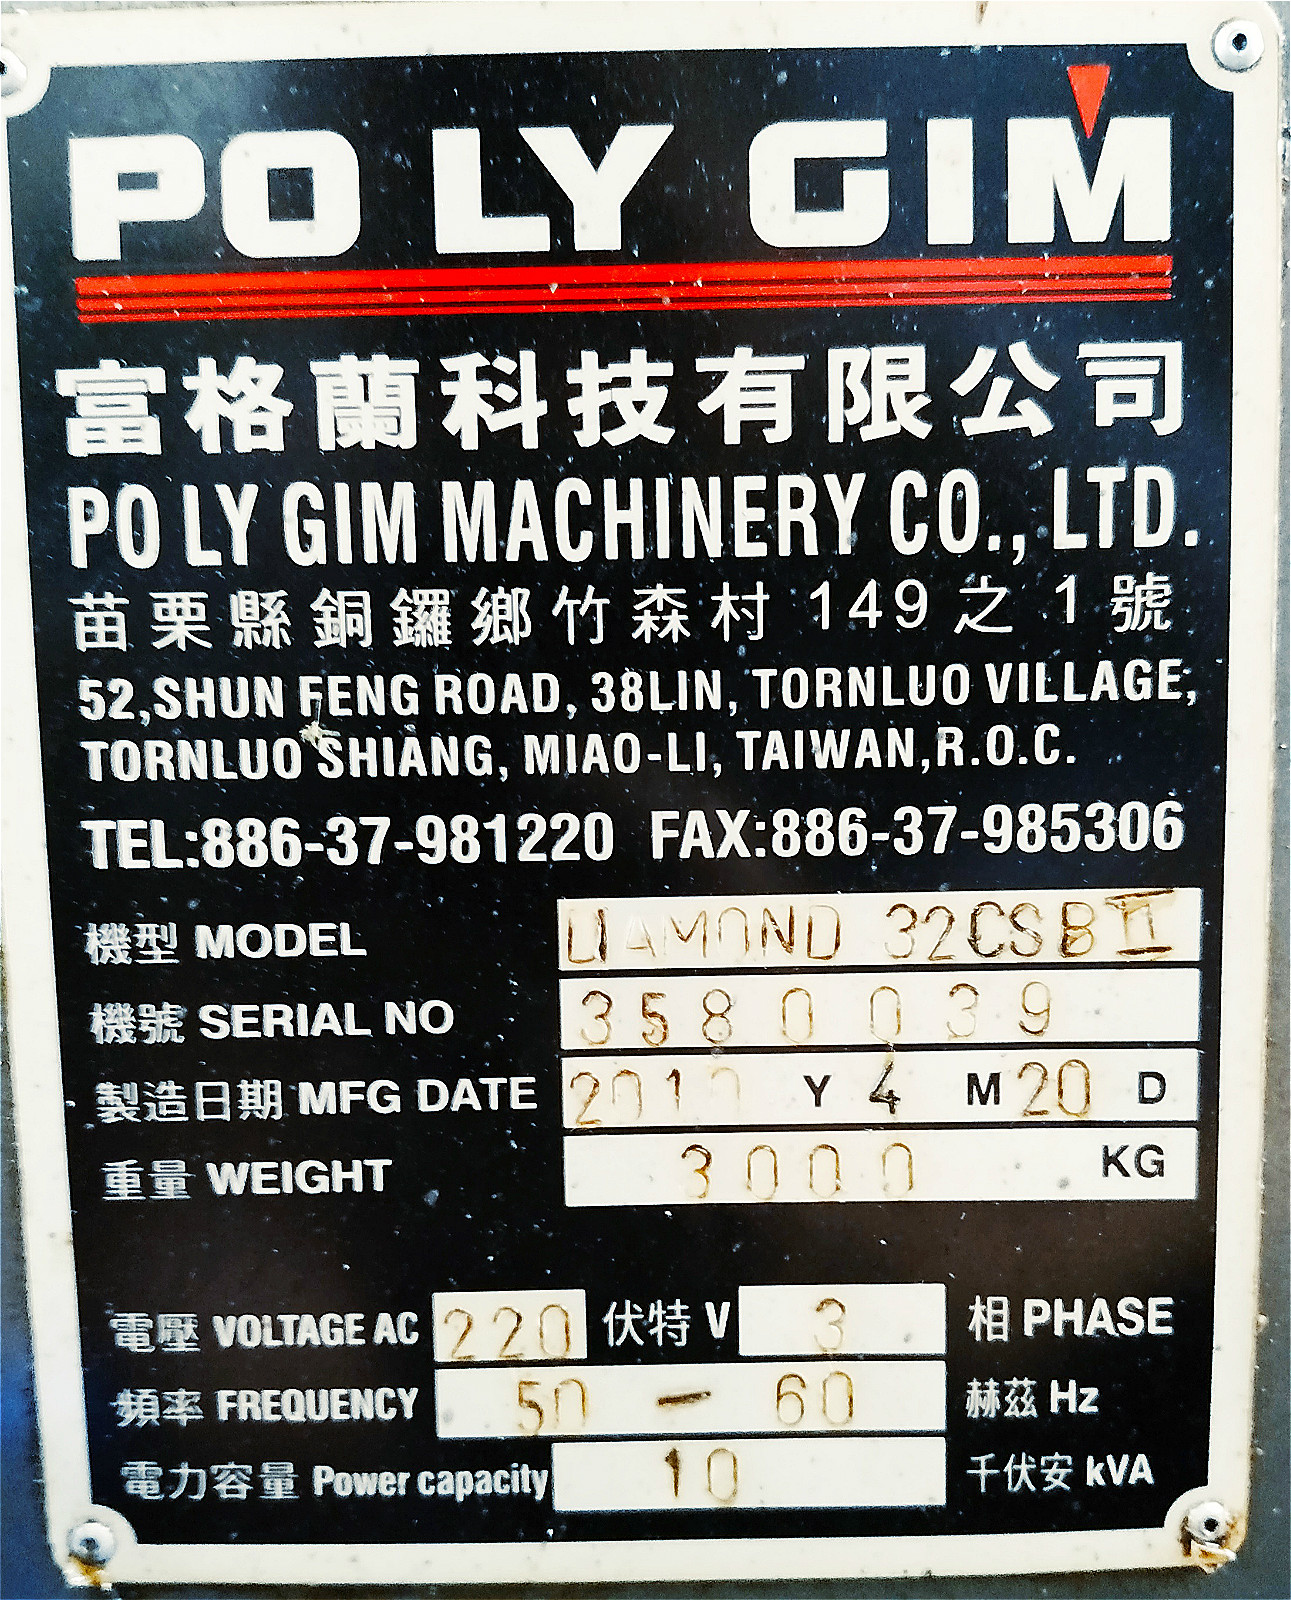 PO LY GIM
富格蘭科技有限公司
PO LY GIM MACHINERY CO., LTD.
苗栗縣銅鑼鄉竹森村149之1號
52,SHUN FENG ROAD, 38LIN, TORNLUO VILLAGE,
TORNLUO SHIANG, MIAO-LI, TAIWAN,R.O.C.
TEL:886-37-981220 FAX:886-37-985306
機型 MODEL DIAMOND 32CSB II
機號 SERIAL NO 3580039
製造日期 MFG DATE Y 4 M 20 D
重量 WEIGHT 3000 KG
電壓 VOLTAGE AC 220 伏特 V 3 相 PHASE
頻率 FREQUENCY 50 - 60 赫茲 Hz
電力容量 Power capacity 10 千伏安 kVA